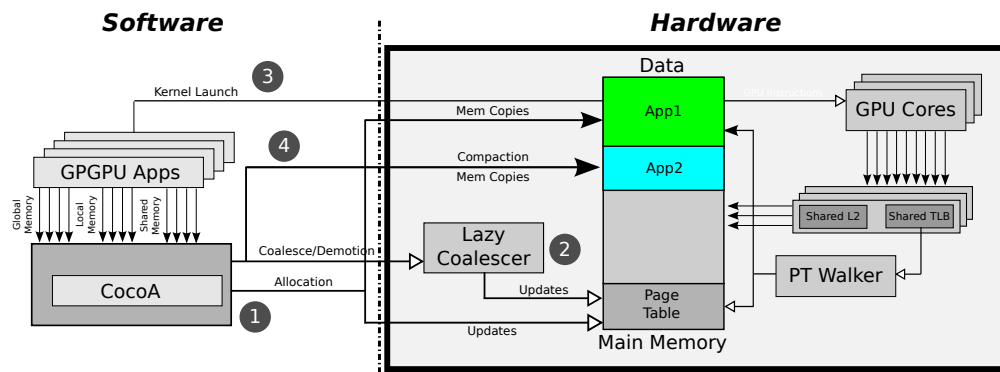 Software
Hardware
Data
3
Kernel Launch
GPU Instructions
Mem Copies
App1
GPU Cores
4
GPGPU Apps
Compaction
Mem Copies
App2
Global
Memory
Local
Memory
Shared
Memory
Shared L2
Shared TLB
Coalesce/Demotion
Lazy
Coalescer
2
PT Walker
CocoA
Allocation
Updates
Page
Table
1
Updates
Main Memory